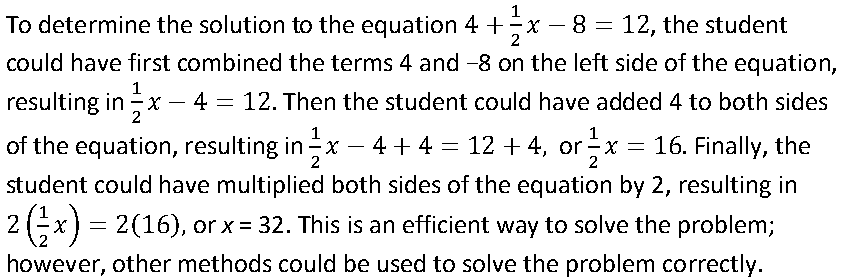 To determine the solution to the equation 4 + 1/2 x − 8 = 12, the student
could have first combined the terms 4 and –8 on the left side of the equation,
resulting in 1/2 x − 4 = 12. Then the student could have added 4 to both sides
of the equation, resulting in 1/2 x − 4 + 4 = 12 + 4, or 1/2 x = 16. Finally, the
student could have multiplied both sides of the equation by 2, resulting in
2(1/2 x) = 2(16), or x = 32. This is an efficient way to solve the problem;
however, other methods could be used to solve the problem correctly.